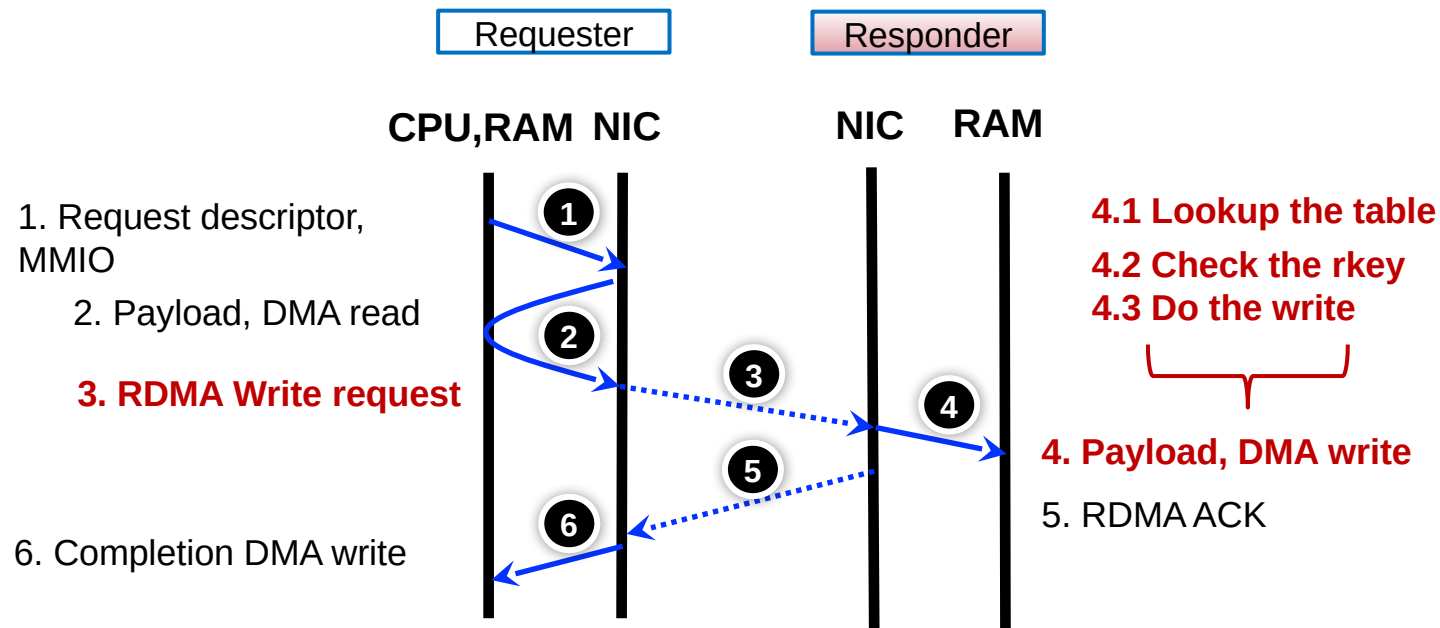 Requester
Responder
CPU,RAM
NIC
NIC
RAM
1. Request descriptor,
MMIO
2. Payload, DMA read
3. RDMA Write request
6. Completion DMA write
1
2
3
4
5
6
4.1 Lookup the table
4.2 Check the rkey
4.3 Do the write
4. Payload, DMA write
5. RDMA ACK